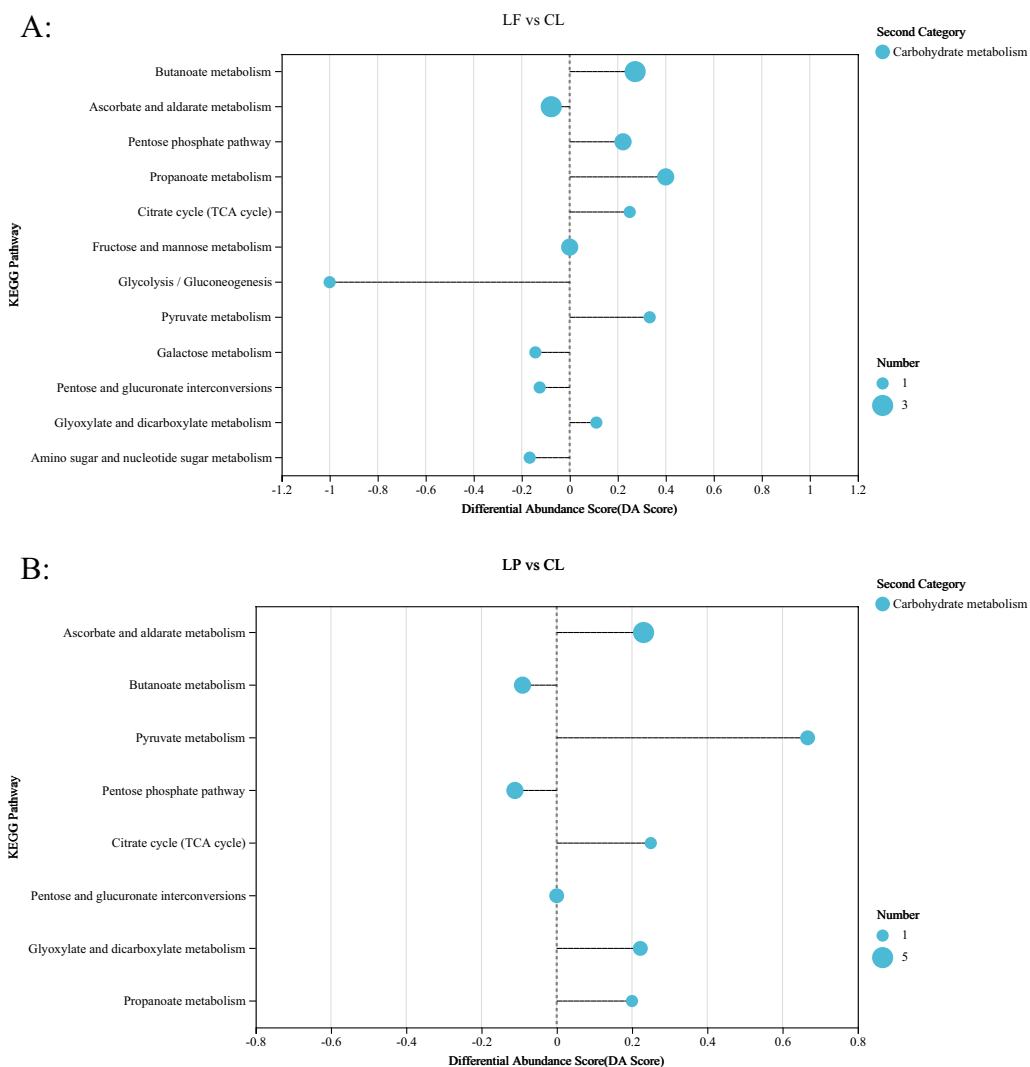 A:
LF vs CL
Second Category
Carbohydrate metabolism
KEGG Pathway
Butanoate metabolism
Ascorbate and aldarate metabolism
Pentose phosphate pathway
Propanoate metabolism
Citrate cycle (TCA cycle)
Fructose and mannose metabolism
Glycolysis / Gluconeogenesis
Pyruvate metabolism
Galactose metabolism
Pentose and glucuronate interconversions
Glyoxylate and dicarboxylate metabolism
Amino sugar and nucleotide sugar metabolism
Number
1
3
-1.2 -1 -0.8 -0.6 -0.4 -0.2 0 0.2 0.4 0.6 0.8 1 1.2
Differential Abundance Score(DA Score)
B:
LP vs CL
Second Category
Carbohydrate metabolism
KEGG Pathway
Ascorbate and aldarate metabolism
Butanoate metabolism
Pyruvate metabolism
Pentose phosphate pathway
Citrate cycle (TCA cycle)
Pentose and glucuronate interconversions
Glyoxylate and dicarboxylate metabolism
Propanoate metabolism
Number
1
5
-0.8 -0.6 -0.4 -0.2 0 0.2 0.4 0.6 0.8
Differential Abundance Score(DA Score)